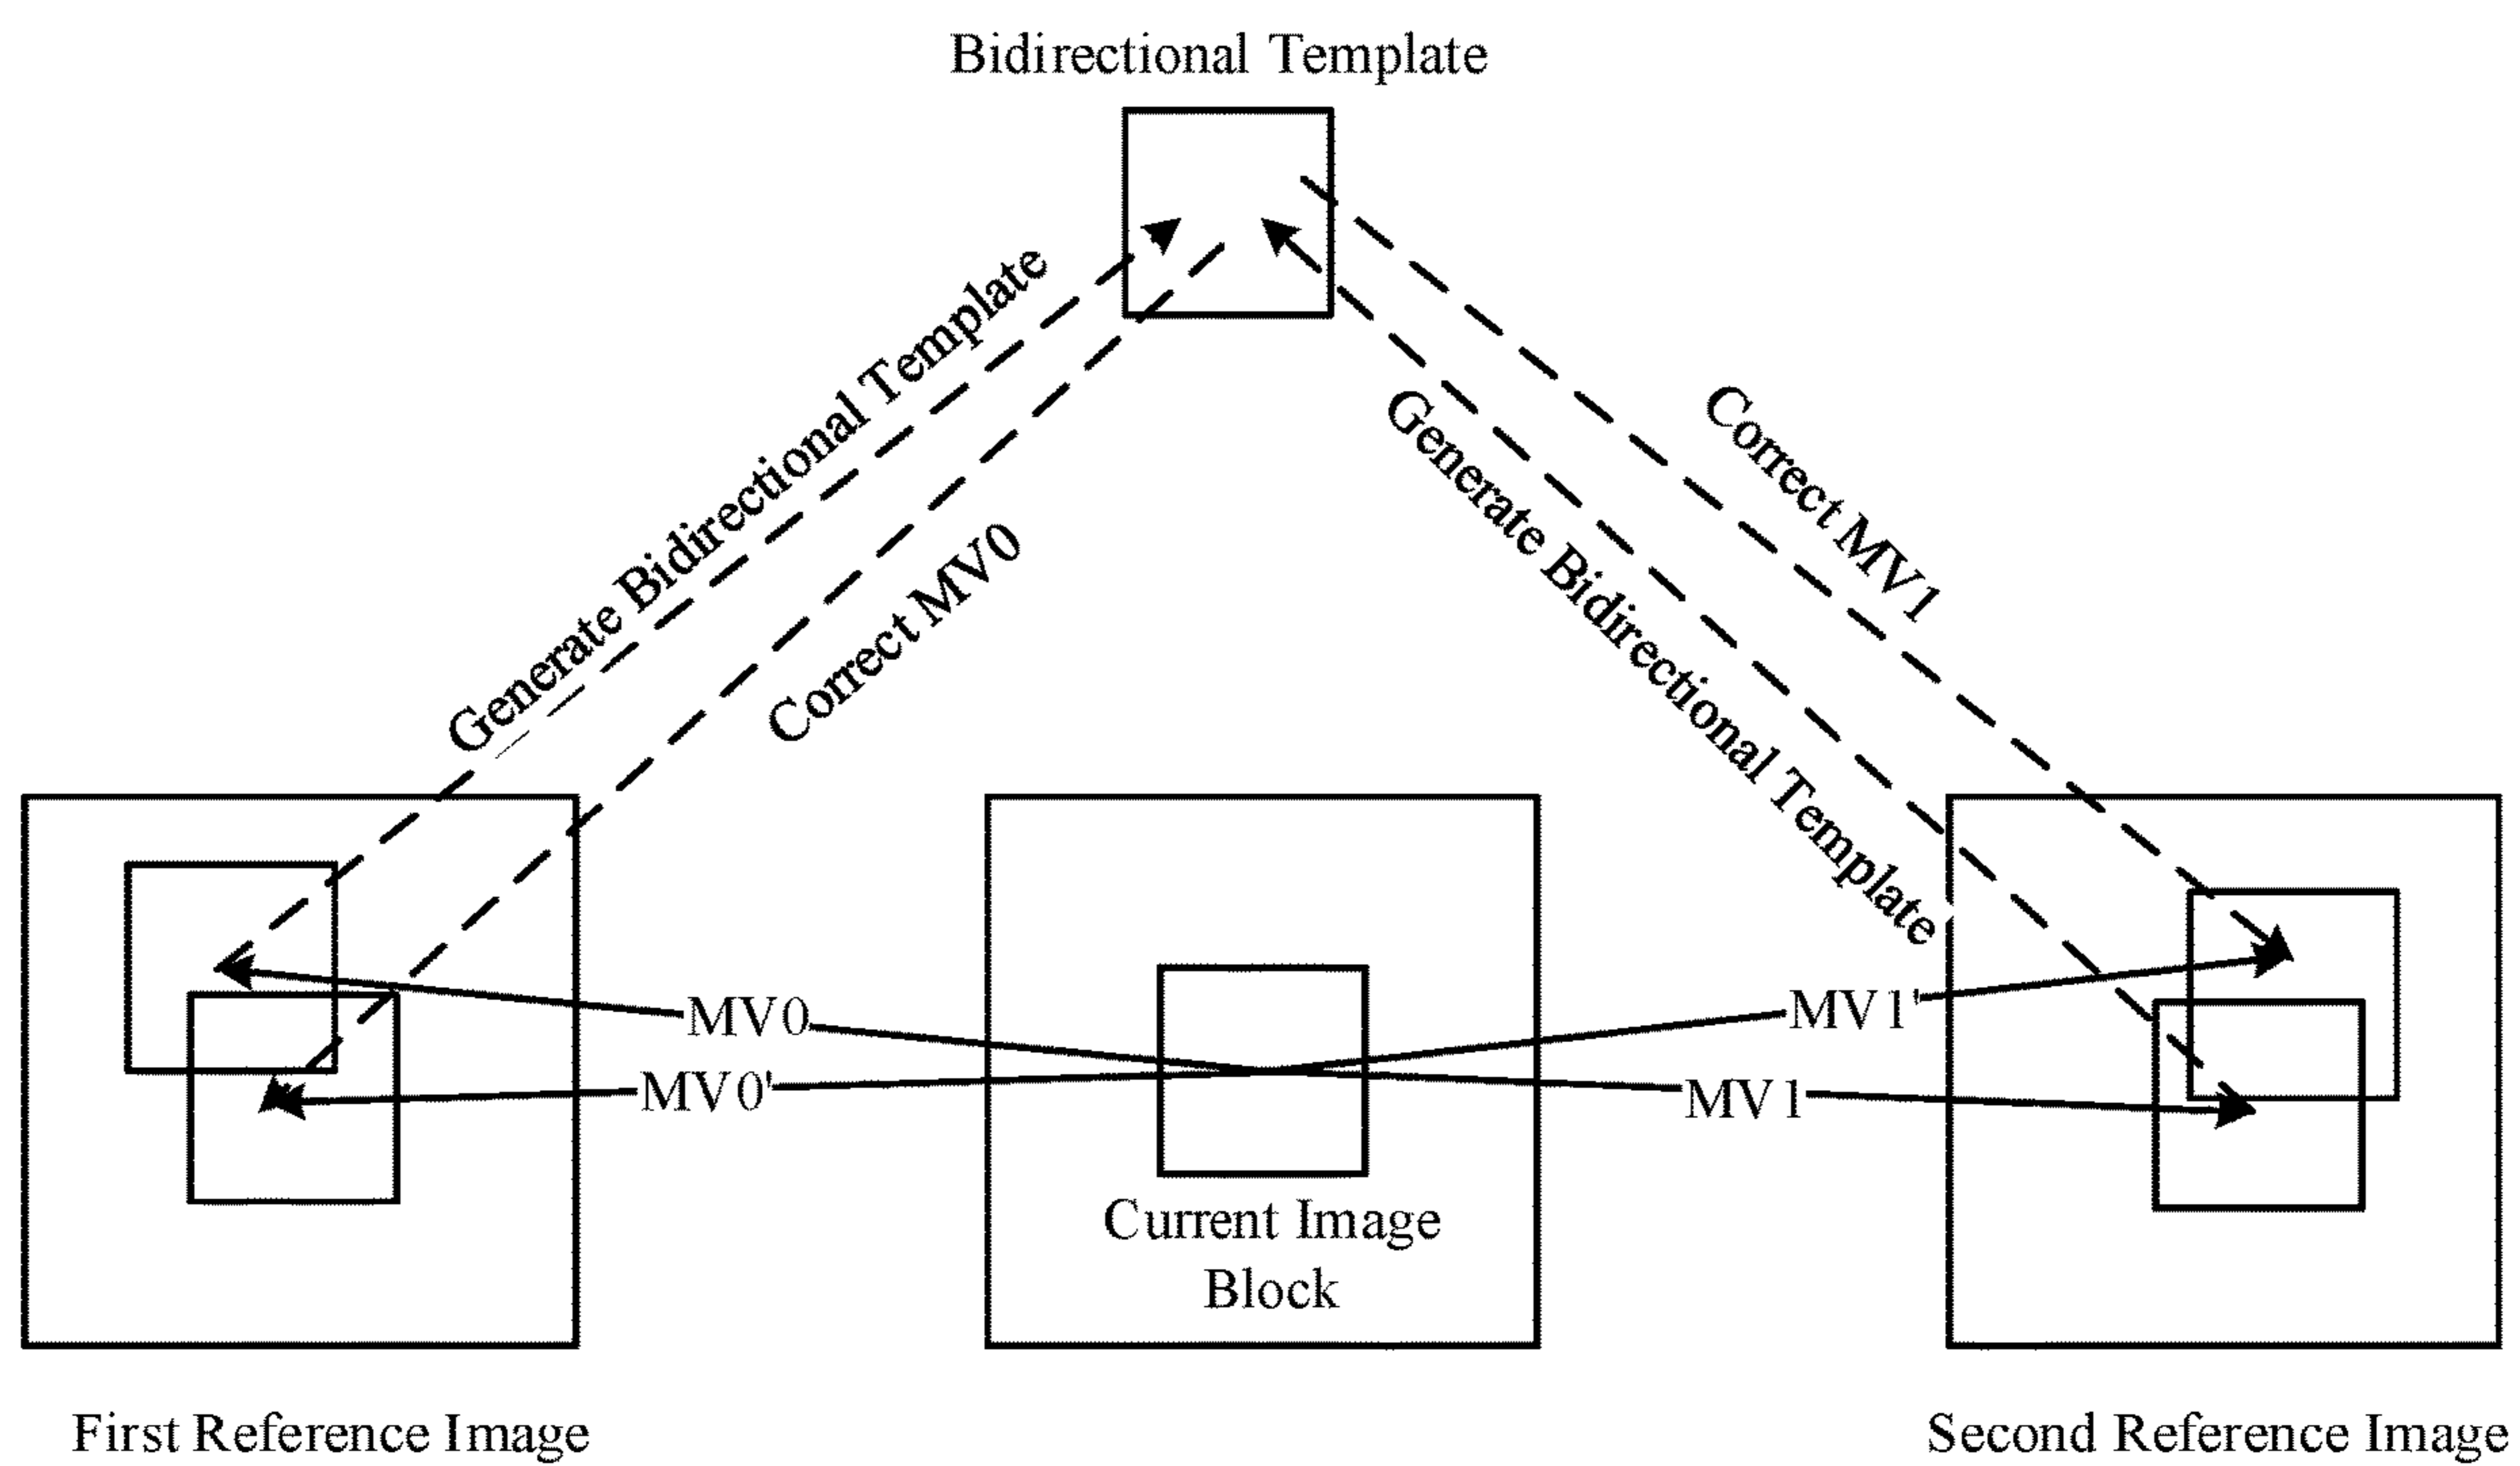 Bidirectional Template
Generate Bidirectional Template
Correct MV0
Correct MV1
Generate Bidirectional Template
MV0
MV0'
MV1'
MV1
Current Image
Block
First Reference Image
Second Reference Image